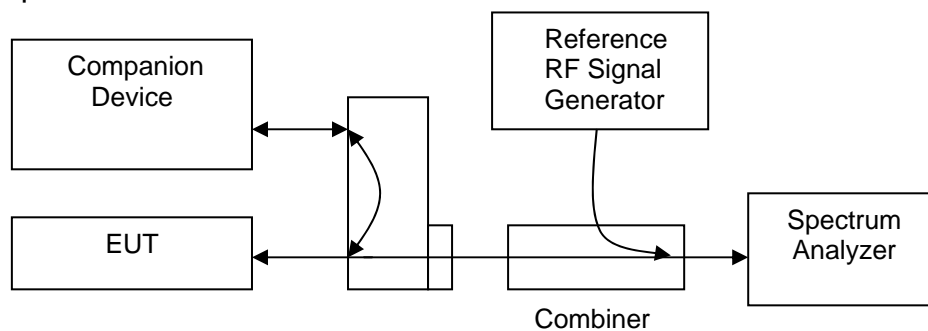 Companion
Device
Reference
RF Signal
Generator
EUT
Spectrum
Analyzer
Combiner